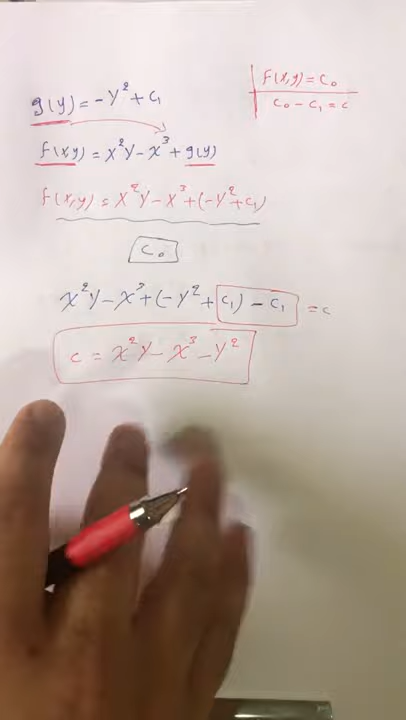 g(y) = -y² + c₁
f(x,y) = c₀
c₀ - c₁ = c
f(x,y) = x²y - x³ + g(y)
f(x,y) = x²y - x³ + (-y² + c₁)
c₀
x²y - x³ + (-y² + c₁) - c₁ = c
c = x²y - x³ - y²